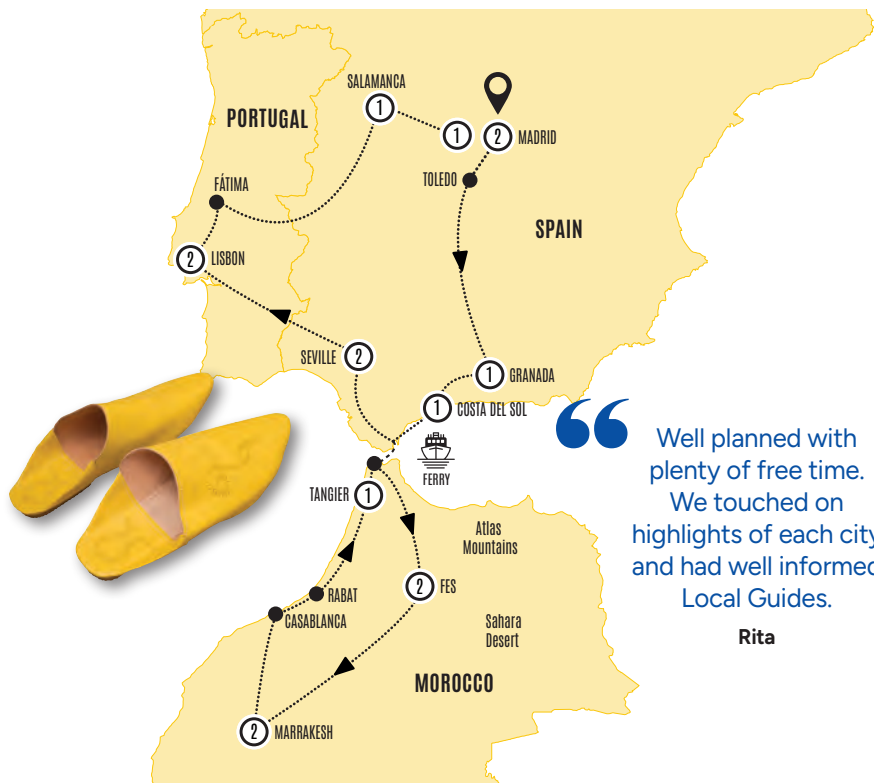 SALAMANCA
1
PORTUGAL
1
2
MADRID
FÁTIMA
TOLEDO
SPAIN
2
LISBON
SEVILLE
2
1
GRANADA
1
COSTA DEL SOL
FERRY
TANGIER
1
Atlas
Mountains
2
FES
RABAT
CASABLANCA
Sahara
Desert
MOROCCO
2
MARRAKESH
“
Well planned with
plenty of free time.
We touched on
highlights of each city
and had well informed
Local Guides.
Rita